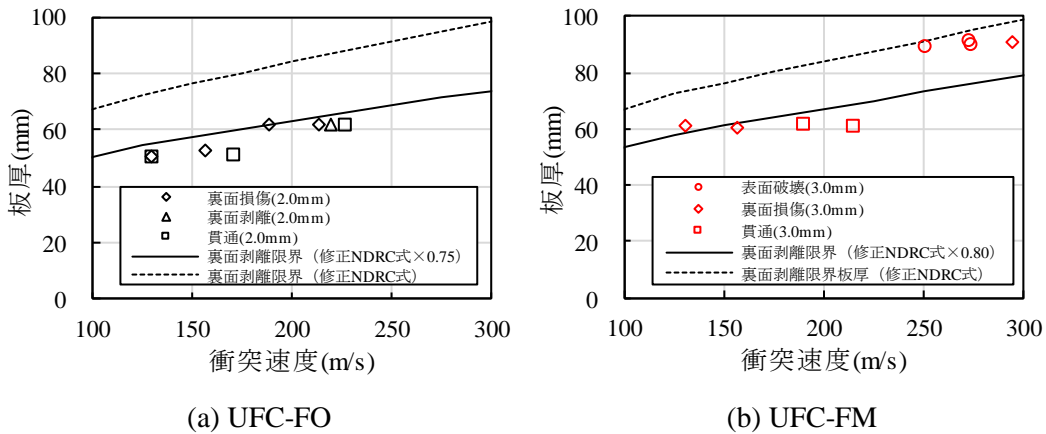 100
80
60
40
20
0
板厚(mm)
裏面損傷(2.0mm)
裏面剥離(2.0mm)
貫通(2.0mm)
裏面剥離限界（修正NDRC式×0.75）
裏面剥離限界（修正NDRC式）
100 150 200 250 300
衝突速度(m/s)
(a) UFC-FO
100
80
60
40
20
0
板厚(mm)
表面破壊(3.0mm)
裏面損傷(3.0mm)
貫通(3.0mm)
裏面剥離限界（修正NDRC式×0.80）
裏面剥離限界板厚（修正NDRC式）
100 150 200 250 300
衝突速度(m/s)
(b) UFC-FM